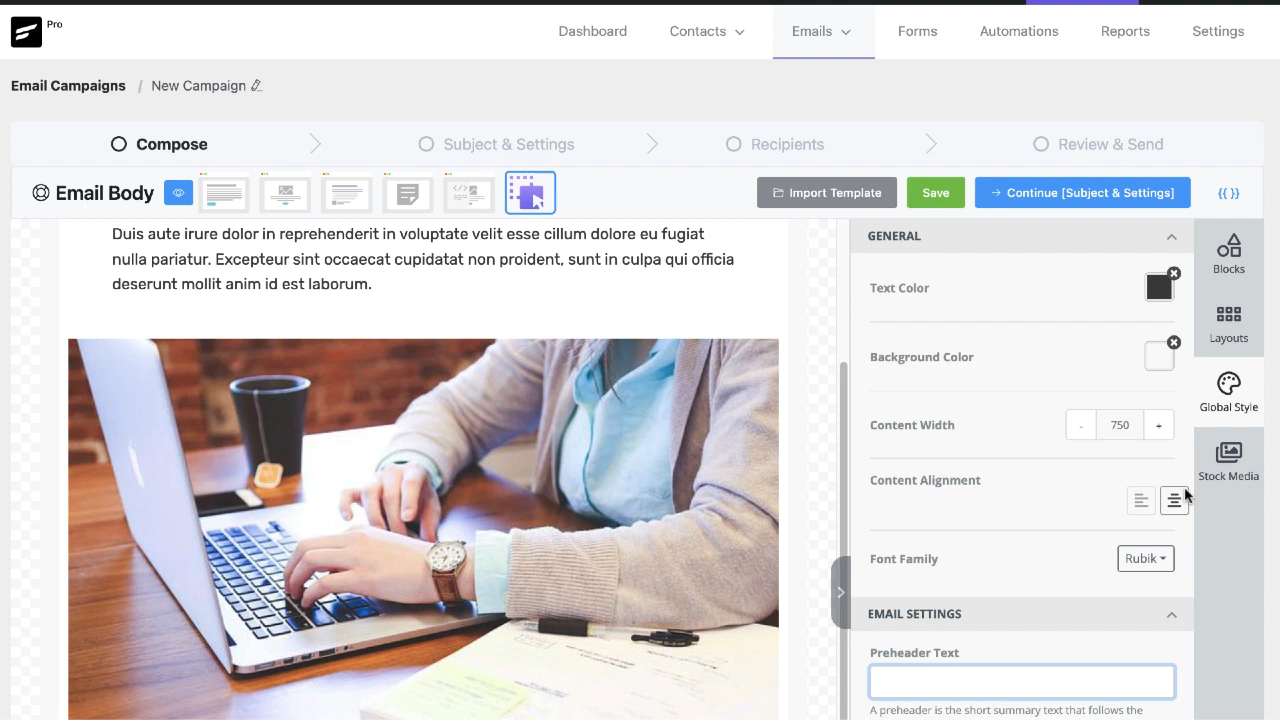 Pro
Dashboard
Contacts
Emails
Forms
Automations
Reports
Settings
Email Campaigns / New Campaign
Compose
Subject & Settings
Recipients
Review & Send
Email Body
Import Template
Save
Continue [Subject & Settings]
{{ }}
Duis aute irure dolor in reprehenderit in voluptate velit esse cillum dolore eu fugiat
nulla pariatur. Excepteur sint occaecat cupidatat non proident, sunt in culpa qui officia
deserunt mollit anim id est laborum.
GENERAL
Text Color
Background Color
Content Width
- 750 +
Content Alignment
Font Family
Rubik
EMAIL SETTINGS
Preheader Text
A preheader is the short summary text that follows the
Blocks
Layouts
Global Style
Stock Media